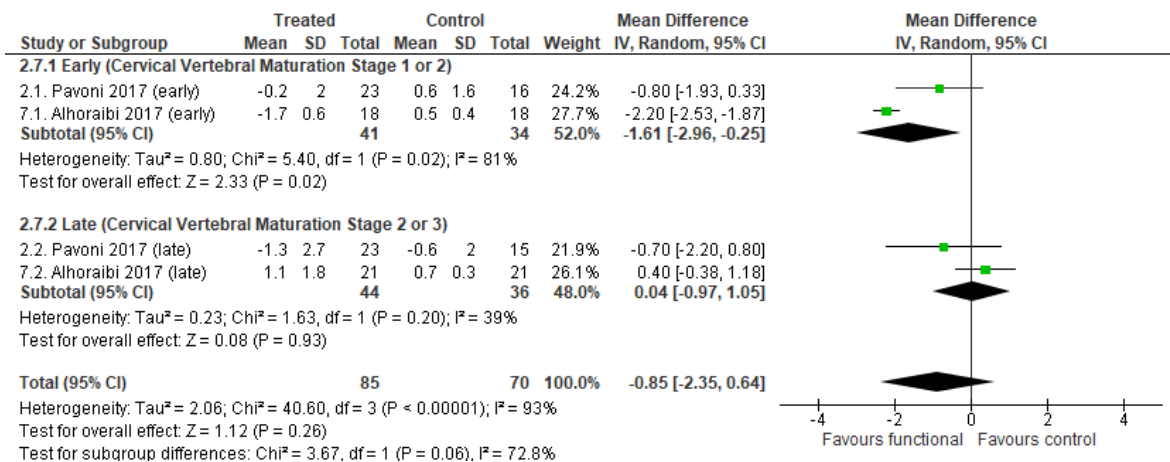 Treated Control Mean Difference Mean Difference
Study or Subgroup Mean SD Total Mean SD Total Weight IV, Random, 95% CI IV, Random, 95% CI
2.7.1 Early (Cervical Vertebral Maturation Stage 1 or 2)
2.1. Pavoni 2017 (early) -0.2 2 23 0.6 1.6 16 24.2% -0.80 [-1.93, 0.33]
7.1. Alhoraibi 2017 (early) -1.7 0.6 18 0.5 0.4 18 27.7% -2.20 [-2.53, -1.87]
Subtotal (95% CI) 41 34 52.0% -1.61 [-2.96, -0.25]
Heterogeneity: Tau² = 0.80; Chi² = 5.40, df = 1 (P = 0.02); I² = 81%
Test for overall effect: Z = 2.33 (P = 0.02)
2.7.2 Late (Cervical Vertebral Maturation Stage 2 or 3)
2.2. Pavoni 2017 (late) -1.3 2.7 23 -0.6 2 15 21.9% -0.70 [-2.20, 0.80]
7.2. Alhoraibi 2017 (late) 1.1 1.8 21 0.7 0.3 21 26.1% 0.40 [-0.38, 1.18]
Subtotal (95% CI) 44 36 48.0% 0.04 [-0.97, 1.05]
Heterogeneity: Tau² = 0.23; Chi² = 1.63, df = 1 (P = 0.20); I² = 39%
Test for overall effect: Z = 0.08 (P = 0.93)
Total (95% CI) 85 70 100.0% -0.85 [-2.35, 0.64]
Heterogeneity: Tau² = 2.06; Chi² = 40.60, df = 3 (P < 0.00001); I² = 93%
Test for overall effect: Z = 1.12 (P = 0.26)
Test for subgroup differences: Chi² = 3.67, df = 1 (P = 0.06), I² = 72.8%
-4 -2 0 2 4
Favours functional Favours control